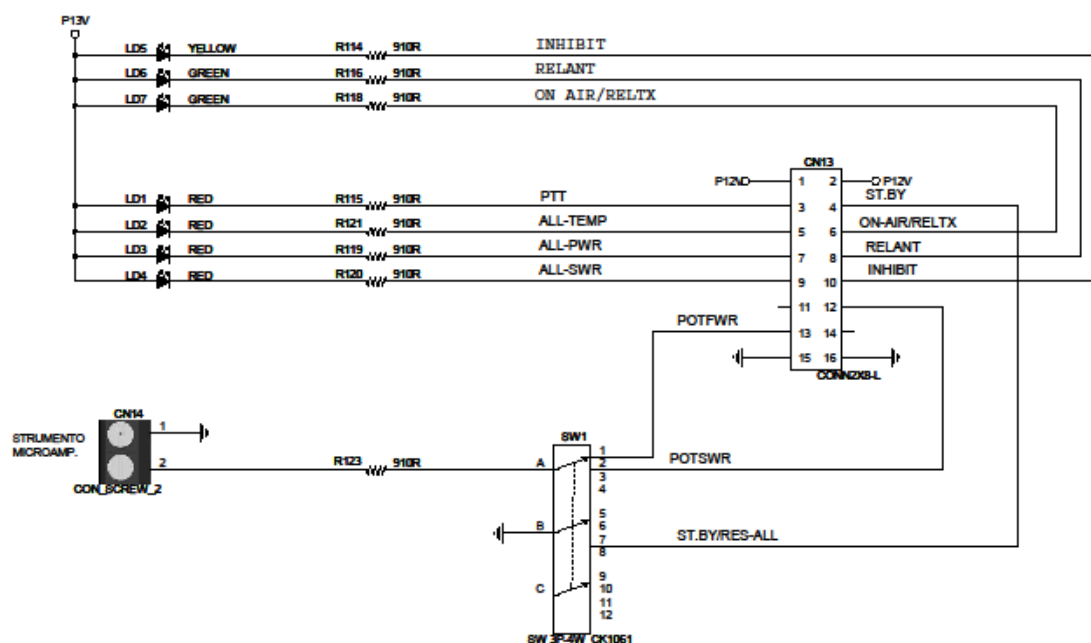 P13V
LD5 YELLOW R114 910R INHIBIT
LD6 GREEN R116 910R RELANT
LD7 GREEN R118 910R ON AIR/RELTX
CN13
P12V 1 2 P12V
ST.BY
LD1 RED R115 910R PTT 3 4
LD2 RED R121 910R ALL-TEMP 5 6 ON-AIR/RELTX
LD3 RED R119 910R ALL-PWR 7 8 RELANT
LD4 RED R120 910R ALL-SWR 9 10 INHIBIT
11 12
POTFWR 13 14
15 16
CONN2X8-L
CN14
STRUMENTO
MICROAMP.
1
2
CON_SCREW_2
R123 910R
SW1
A 1
2 POTSWR
3
4
B 5
6
7 ST.BY/RES-ALL
8
C 9
10
11
12
SW 3P-4W_CK1061